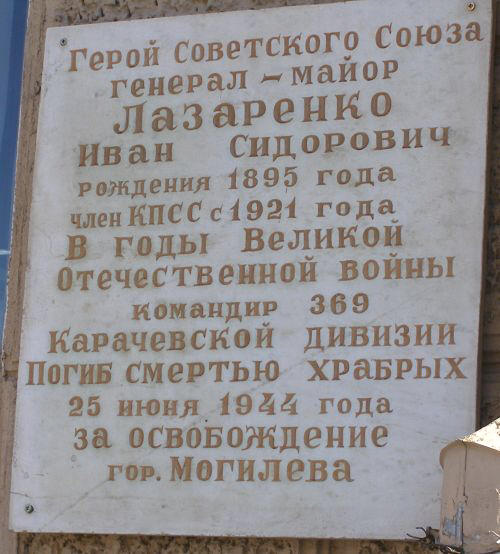 Герой Советского Союза
генерал – майор
Лазаренко
Иван Сидорович
рождения 1895 года
член КПСС с 1921 года
В годы Великой
Отечественной войны
командир 369
Карачевской дивизии
Погиб смертью храбрых
25 июня 1944 года
за освобождение
гор. Могилева